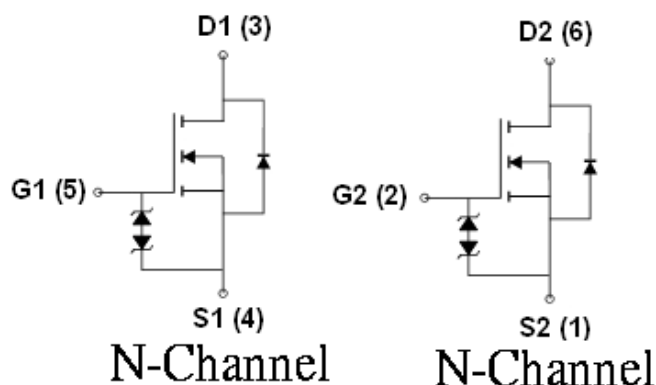 D1 (3)
D2 (6)
G1 (5)
G2 (2)
S1 (4)
S2 (1)
N-Channel
N-Channel